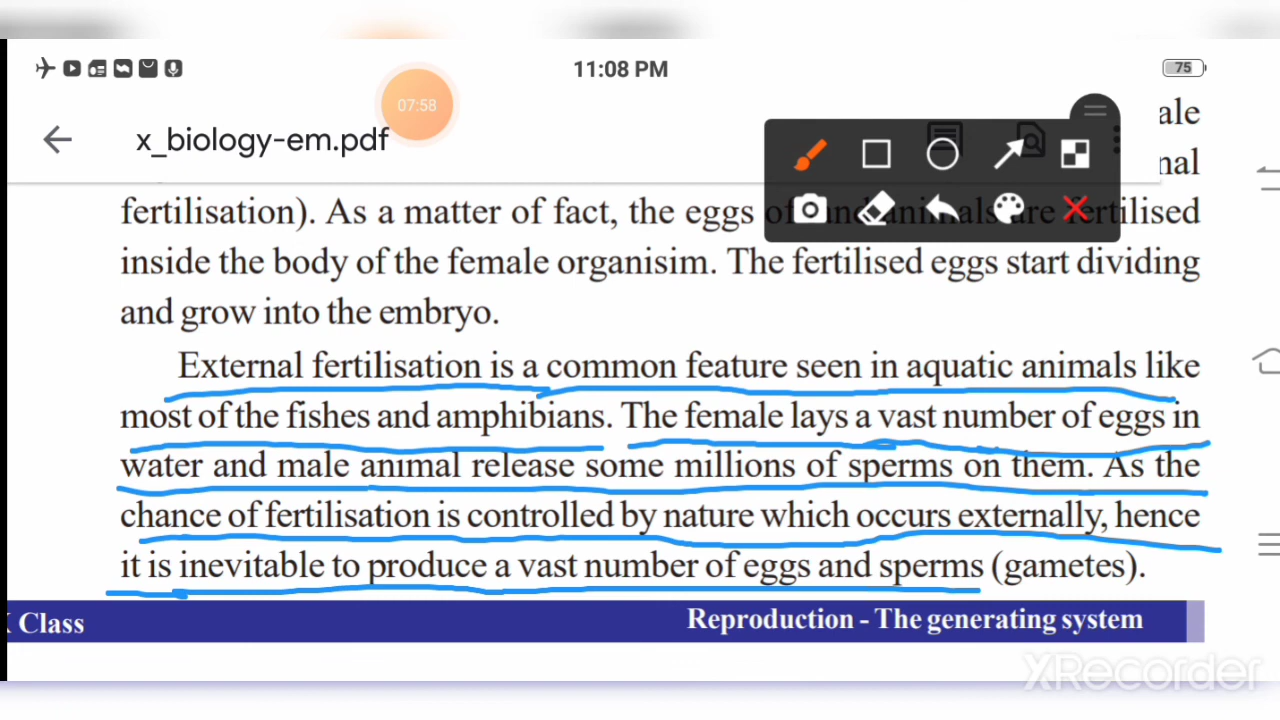 11:08 PM
75
07:58
x_biology-em.pdf
ale
nal
fertilisation). As a matter of fact, the eggs of land animals are fertilised
inside the body of the female organisim. The fertilised eggs start dividing
and grow into the embryo.
External fertilisation is a common feature seen in aquatic animals like
most of the fishes and amphibians. The female lays a vast number of eggs in
water and male animal release some millions of sperms on them. As the
chance of fertilisation is controlled by nature which occurs externally, hence
it is inevitable to produce a vast number of eggs and sperms (gametes).
Class
Reproduction - The generating system
XRecorder